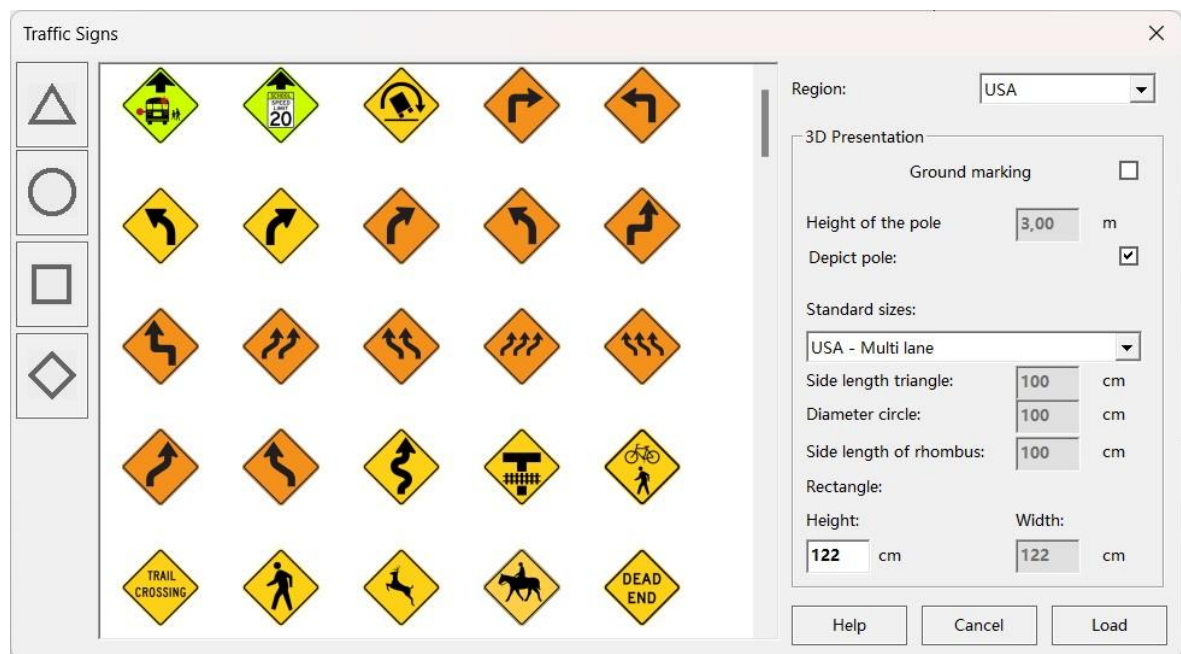 Traffic Signs
SCHOOL
SPEED
LIMIT
20
TRAIL
CROSSING
DEAD
END
Region: USA
3D Presentation
Ground marking
Height of the pole 3,00 m
Depict pole:
Standard sizes:
USA - Multi lane
Side length triangle: 100 cm
Diameter circle: 100 cm
Side length of rhombus: 100 cm
Rectangle:
Height: Width:
122 cm 122 cm
Help Cancel Load